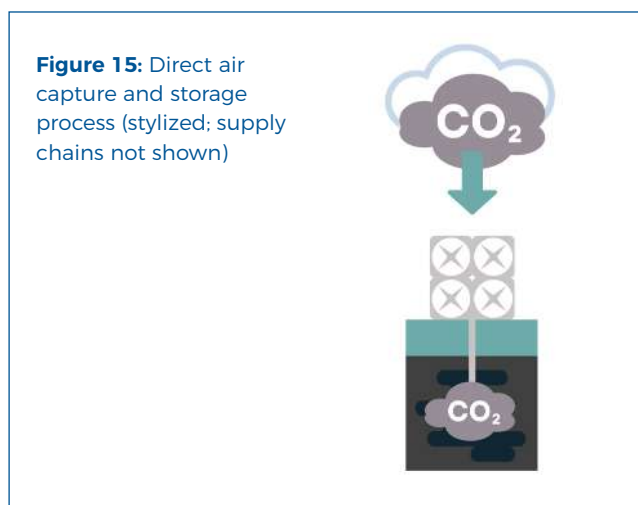 Figure 15: Direct air
capture and storage
process (stylized; supply
chains not shown)
CO₂
CO₂